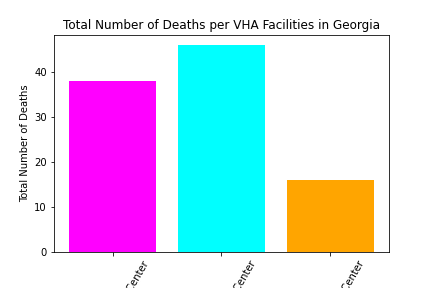 Total Number of Deaths per VHA Facilities in Georgia
Total Number of Deaths
40
30
20
10
0
Center
Center
Center